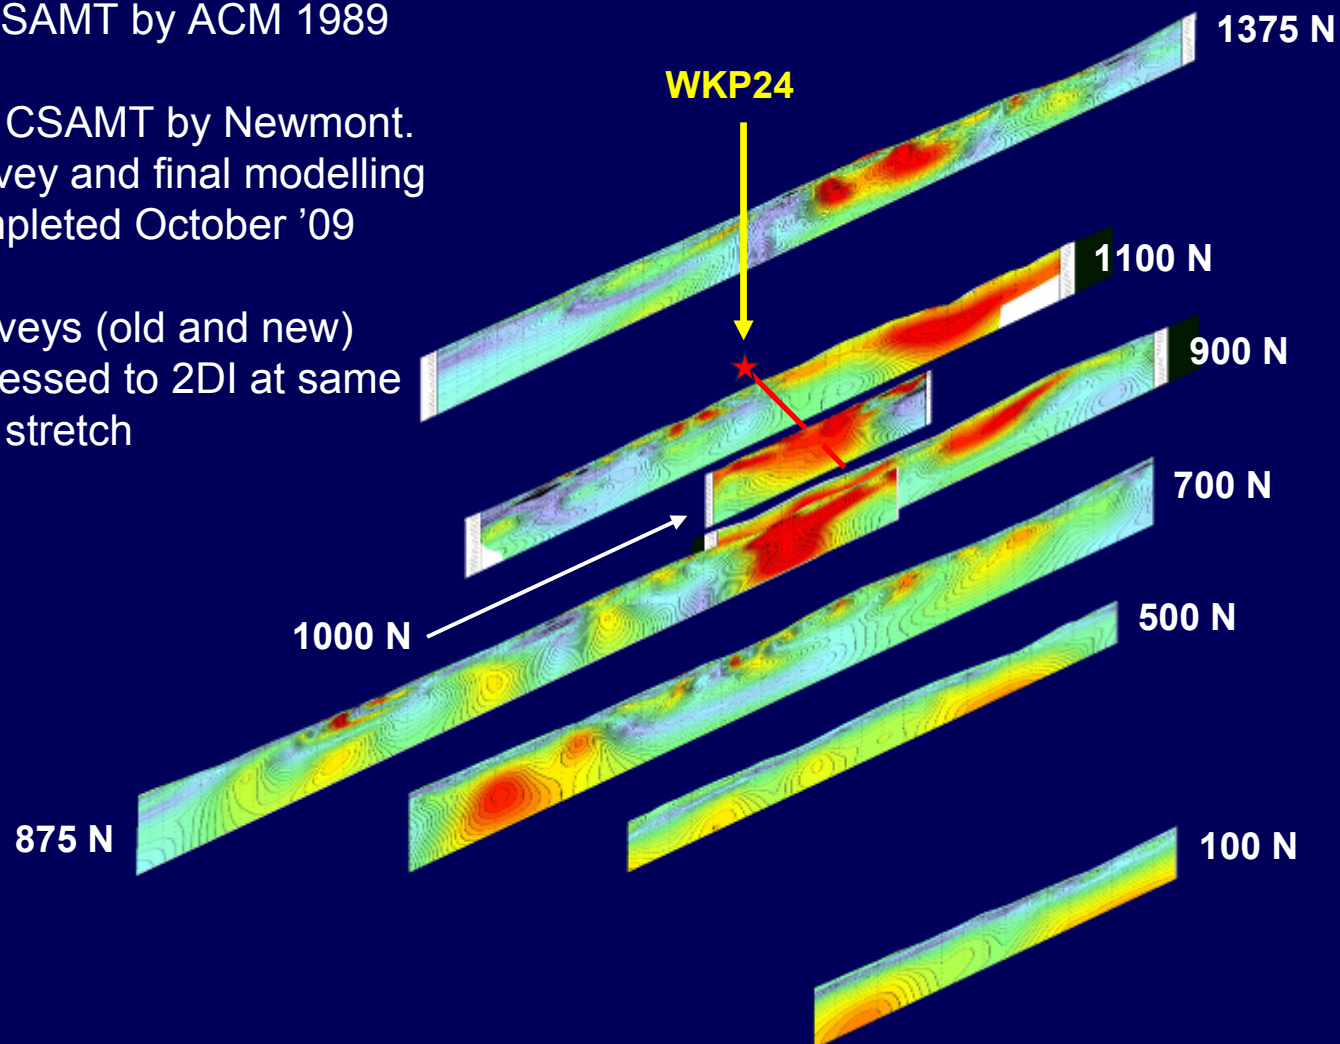 SAMT by ACM 1989
CSAMT by Newmont.
vey and final modelling
mpleted October ’09
veys (old and new)
essed to 2DI at same
stretch
WKP24
1375 N
1100 N
900 N
700 N
1000 N
500 N
875 N
100 N